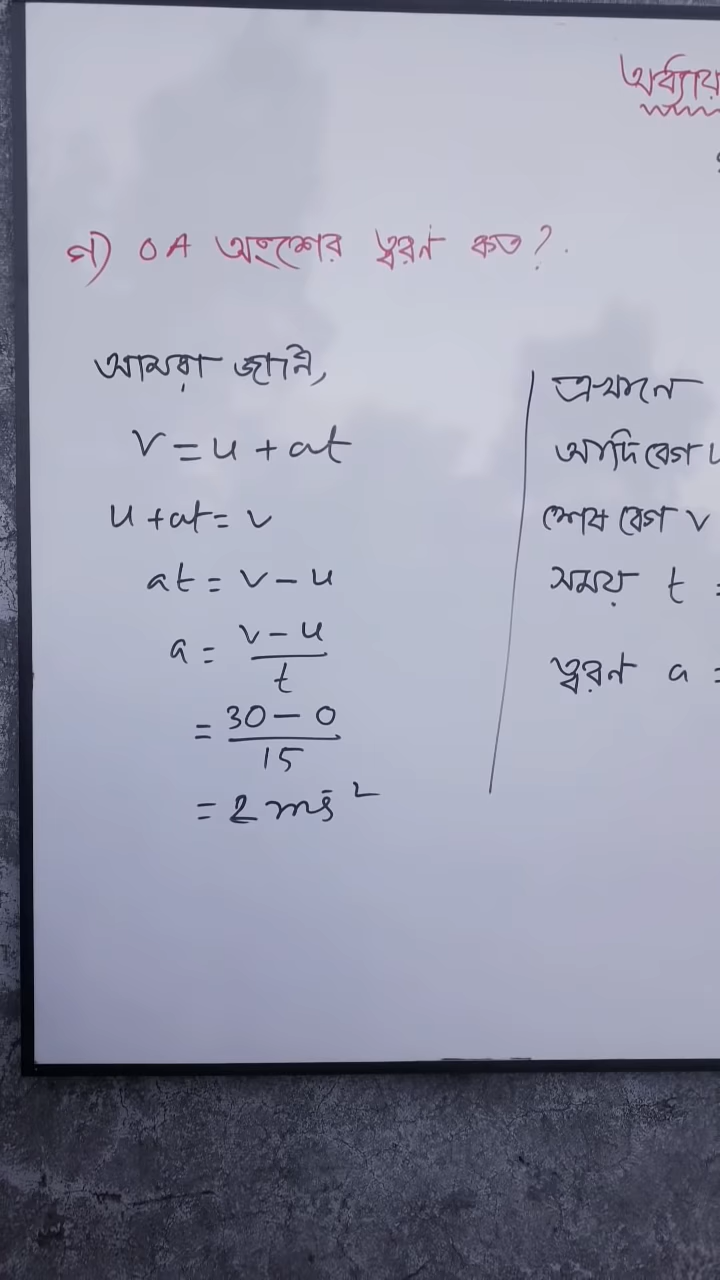 অধ্যায়
গ) OA অংশের ত্বরণ কত?
আমরা জানি,
v = u + at
u + at = v
at = v - u
a = v - u / t
= 30 - 0 / 15
= 2 ms⁻²
এখানে
আদিবেগ u
শেষ বেগ v
সময় t =
ত্বরণ a =